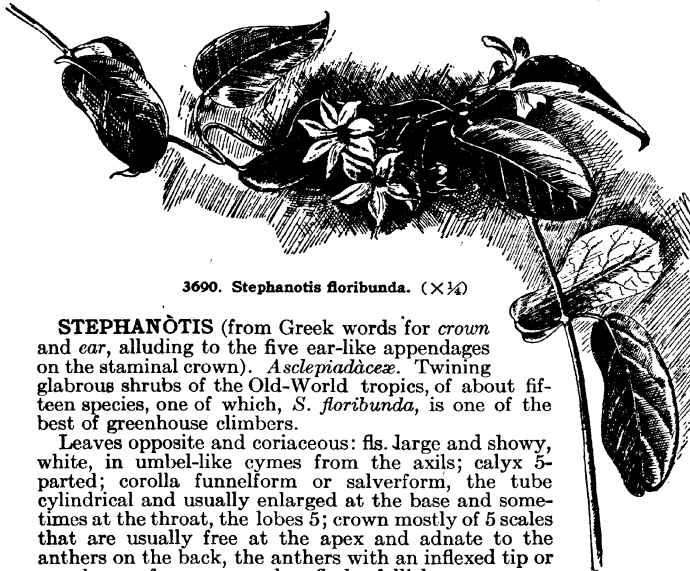 3690. Stephanotis floribunda. (×¼)
STEPHANÒTIS (from Greek words for crown
and ear, alluding to the five ear-like appendages
on the staminal crown). Asclepiadàceæ. Twining
glabrous shrubs of the Old-World tropics, of about fif-
teen species, one of which, S. floribunda, is one of the
best of greenhouse climbers.
Leaves opposite and coriaceous: fls. large and showy,
white, in umbel-like cymes from the axils; calyx 5-
parted; corolla funnelform or salverform, the tube
cylindrical and usually enlarged at the base and some-
times at the throat, the lobes 5; crown mostly of 5 scales
that are usually free at the apex and adnate to the
anthers on the back, the anthers with an inflexed tip or